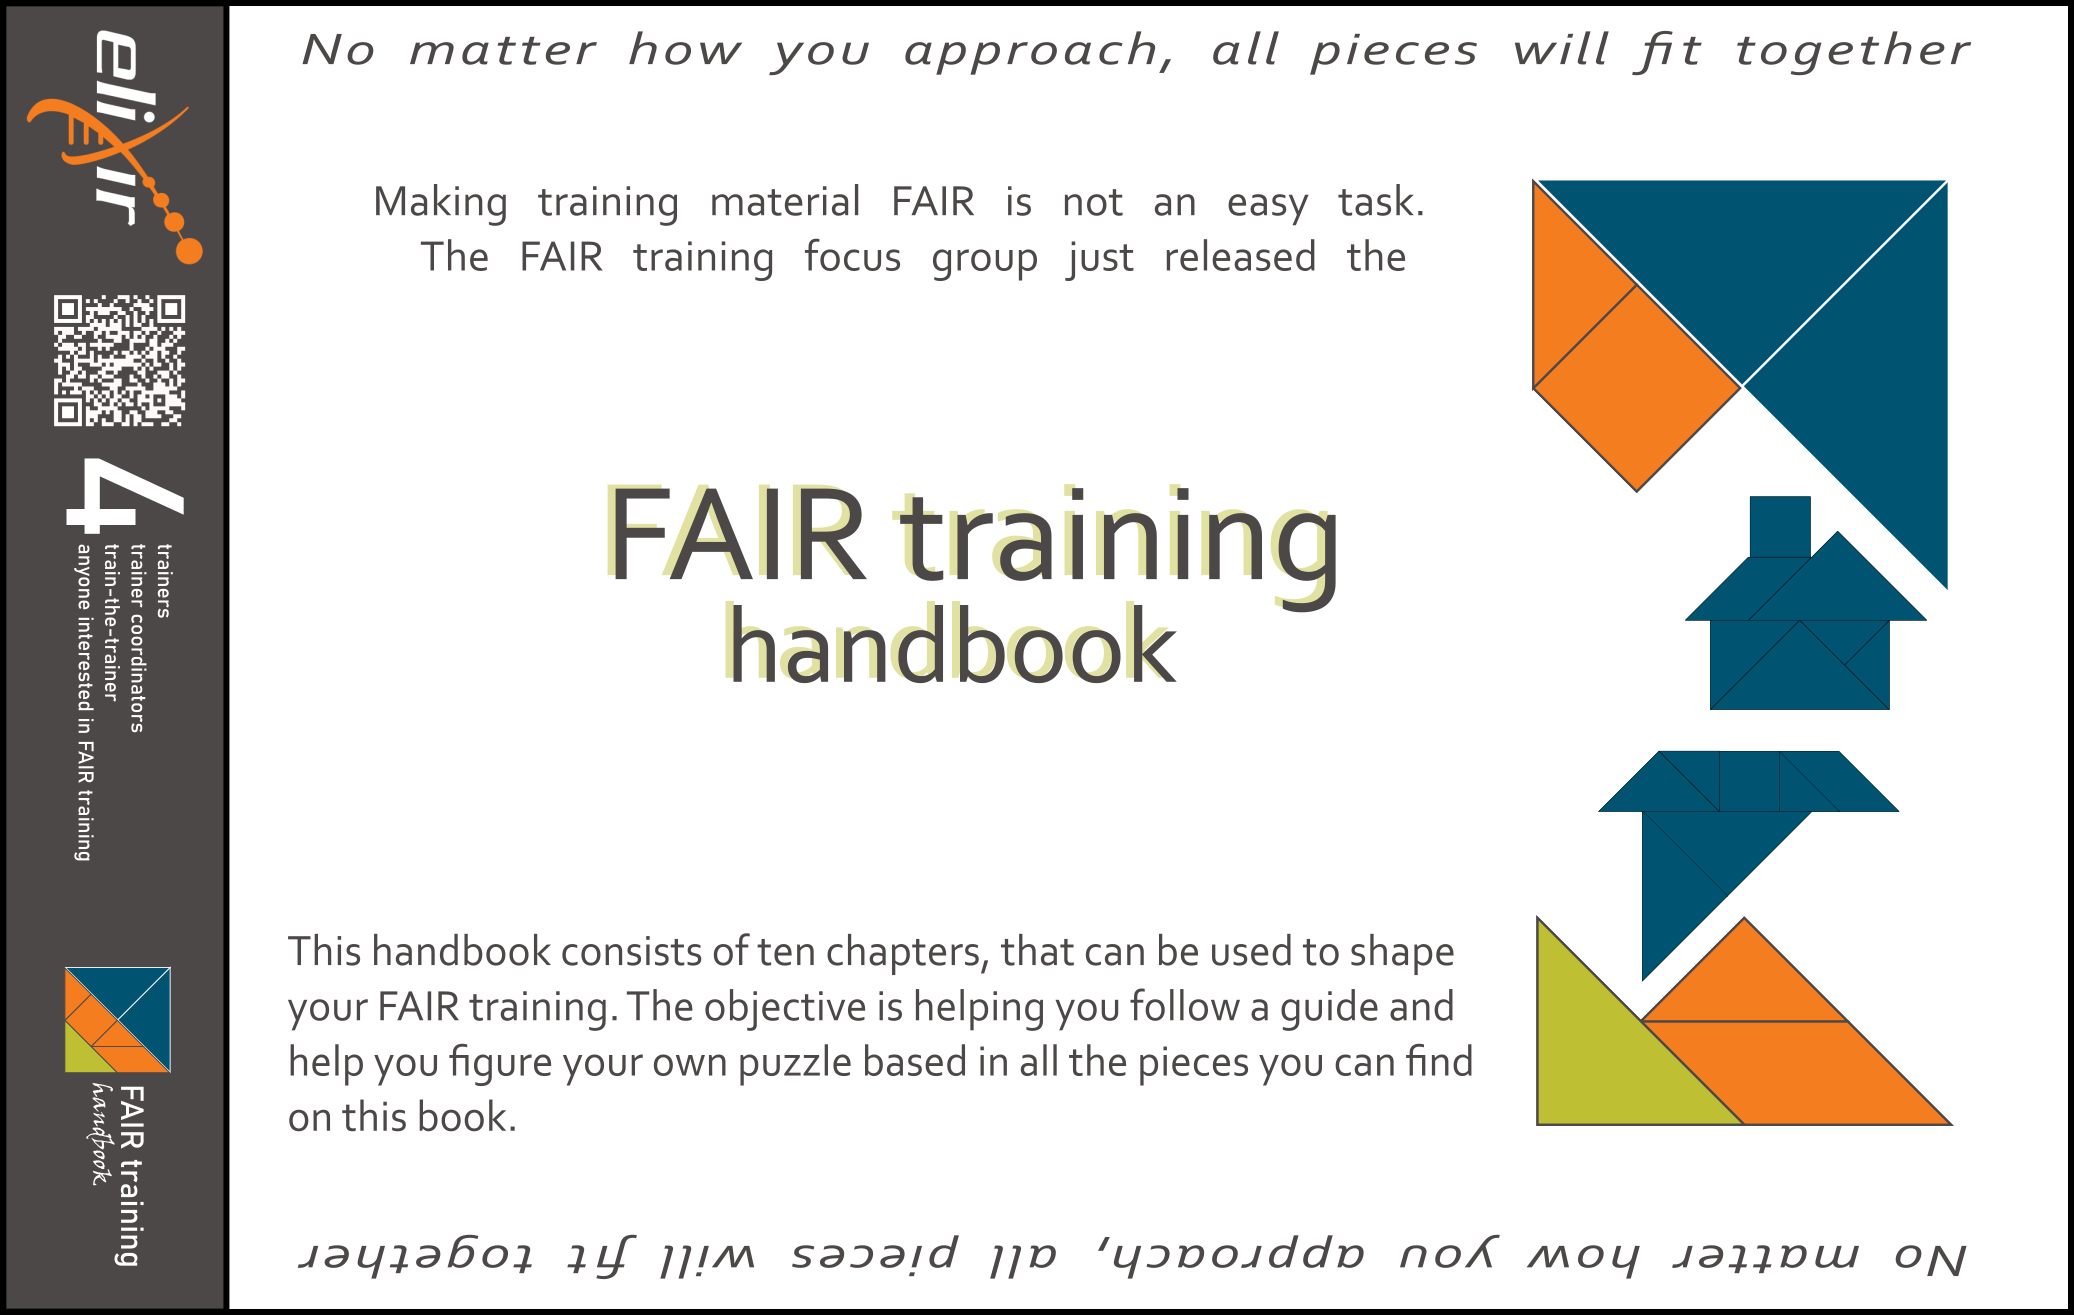 No matter how you approach, all pieces will fit together
Making training material FAIR is not an easy task.
The FAIR training focus group just released the
FAIR training
handbook
This handbook consists of ten chapters, that can be used to shape
your FAIR training. The objective is helping you follow a guide and
help you figure your own puzzle based in all the pieces you can find
on this book.
No matter how you approach, all pieces will fit together
elixir
4
trainers
trainer coordinators
train-the-trainer
anyone interested in FAIR training
FAIR training
handbook